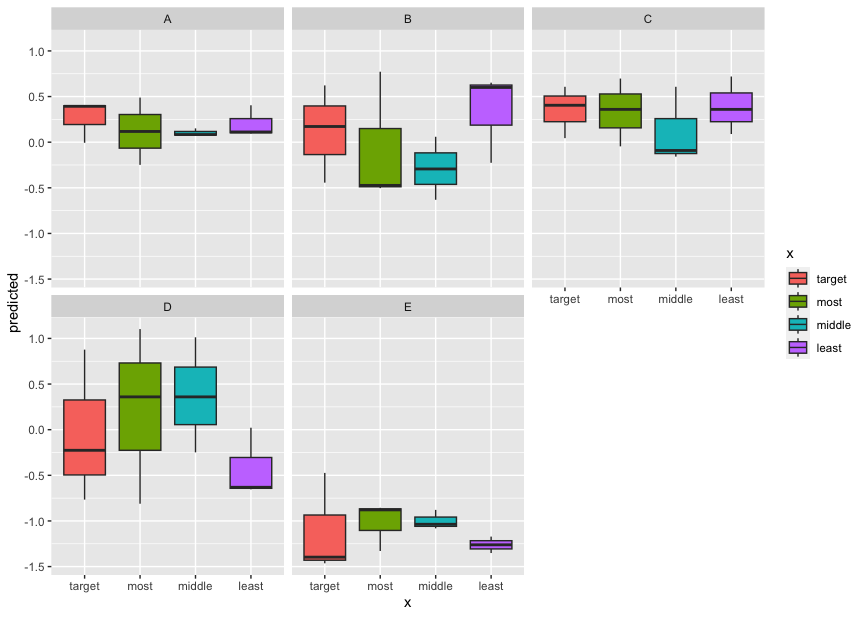 A B C
1.0
0.5
0.0
-0.5
-1.0
-1.5
target most middle least
D E
1.0
0.5
0.0
-0.5
-1.0
-1.5
target most middle least target most middle least
x
predicted
x
target
most
middle
least